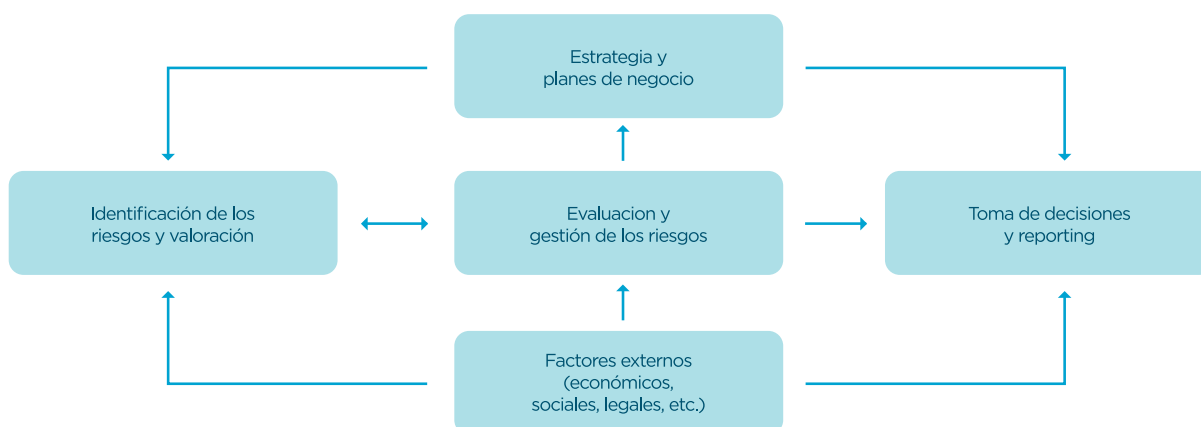 Estrategia y
planes de negocio
Identificación de los
riesgos y valoración
Evaluacion y
gestión de los riesgos
Toma de decisiones
y reporting
Factores externos
(económicos,
sociales, legales, etc.)